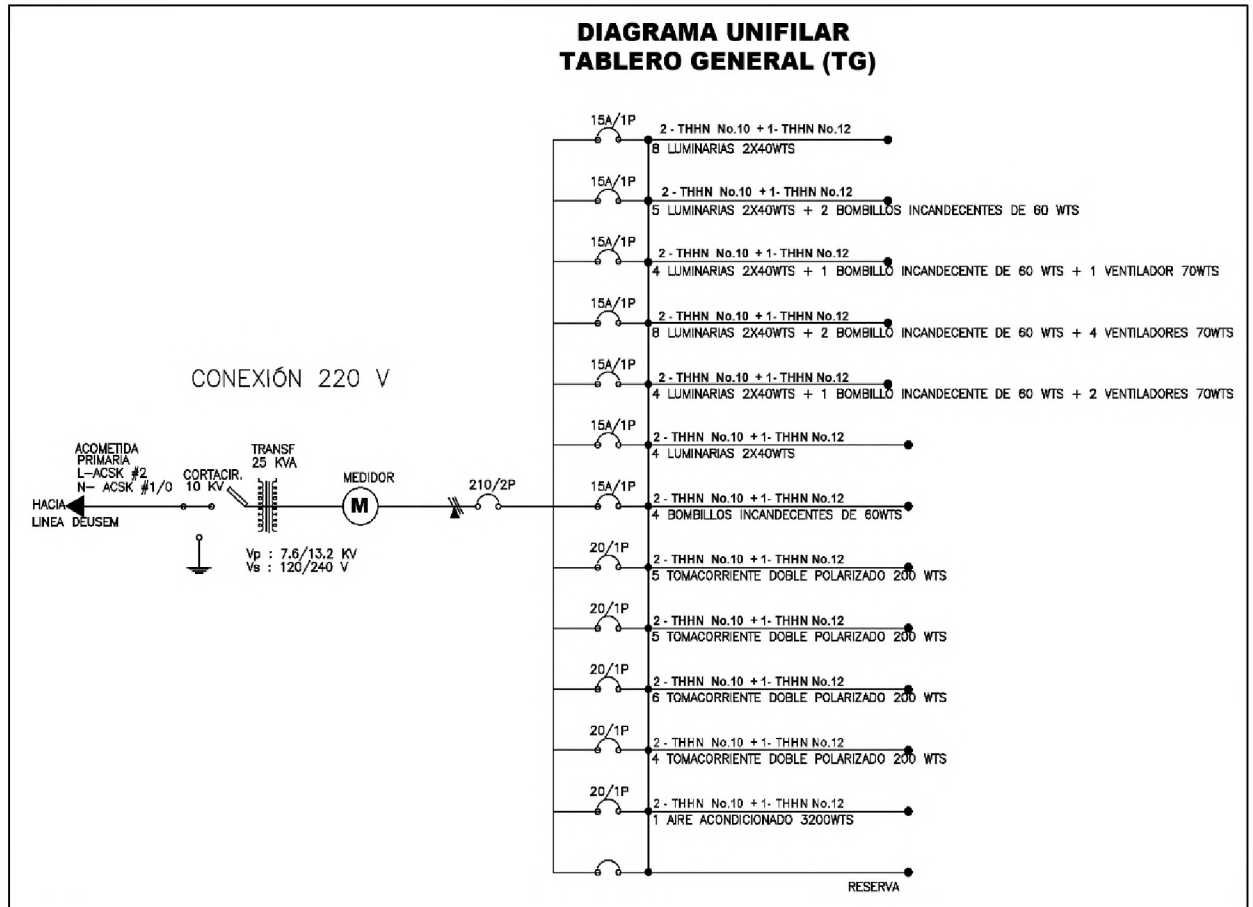 DIAGRAMA UNIFILAR
TABLERO GENERAL (TG)
15A/1P
2 - THHN No.10 + 1- THHN No.12
8 LUMINARIAS 2X40WTS
15A/1P
2 - THHN No.10 + 1- THHN No.12
5 LUMINARIAS 2X40WTS + 2 BOMBILLOS INCANDECENTES DE 60 WTS
15A/1P
2 - THHN No.10 + 1- THHN No.12
4 LUMINARIAS 2X40WTS + 1 BOMBILLO INCANDECENTE DE 60 WTS + 1 VENTILADOR 70WTS
15A/1P
2 - THHN No.10 + 1- THHN No.12
8 LUMINARIAS 2X40WTS + 2 BOMBILLO INCANDECENTE DE 60 WTS + 4 VENTILADORES 70WTS
CONEXIÓN 220 V
15A/1P
2 - THHN No.10 + 1- THHN No.12
4 LUMINARIAS 2X40WTS + 1 BOMBILLO INCANDECENTE DE 60 WTS + 2 VENTILADORES 70WTS
15A/1P
2 - THHN No.10 + 1- THHN No.12
4 LUMINARIAS 2X40WTS
ACOMETIDA
PRIMARIA
L-ACSK #2
N- ACSK #1/0
HACIA
LINEA DEUSEM
CORTACIR.
10 KV
TRANSF
25 KVA
Vp : 7.6/13.2 KV
Vs : 120/240 V
MEDIDOR
M
210/2P
15A/1P
2 - THHN No.10 + 1- THHN No.12
4 BOMBILLOS INCANDECENTES DE 60WTS
20/1P
2 - THHN No.10 + 1- THHN No.12
5 TOMACORRIENTE DOBLE POLARIZADO 200 WTS
20/1P
2 - THHN No.10 + 1- THHN No.12
5 TOMACORRIENTE DOBLE POLARIZADO 200 WTS
20/1P
2 - THHN No.10 + 1- THHN No.12
6 TOMACORRIENTE DOBLE POLARIZADO 200 WTS
20/1P
2 - THHN No.10 + 1- THHN No.12
4 TOMACORRIENTE DOBLE POLARIZADO 200 WTS
20/1P
2 - THHN No.10 + 1- THHN No.12
1 AIRE ACONDICIONADO 3200WTS
RESERVA